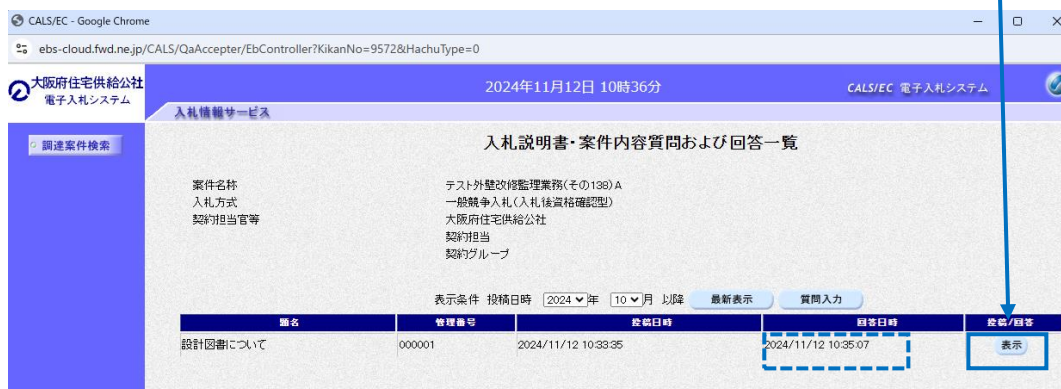 CALS/EC - Google Chrome
ebs-cloud.fwd.ne.jp/CALS/QaAccepter/EbController?KikanNo=9572&HachuType=0
大阪府住宅供給公社
電子入札システム
2024年11月12日 10時36分
CALS/EC 電子入札システム
入札情報サービス
調達案件検索
入札説明書・案件内容質問および回答一覧
案件名称 テスト外壁改修監理業務(その138)A
入札方式 一般競争入札(入札後資格確認型)
契約担当官等 大阪府住宅供給公社
契約担当
契約グループ
表示条件 投稿日時 2024 年 10 月 以降 最新表示 質問入力
題名 管理番号 投稿日時 回答日時 投稿/回答
設計図書について 000001 2024/11/12 10:33:35 2024/11/12 10:35:07 表示